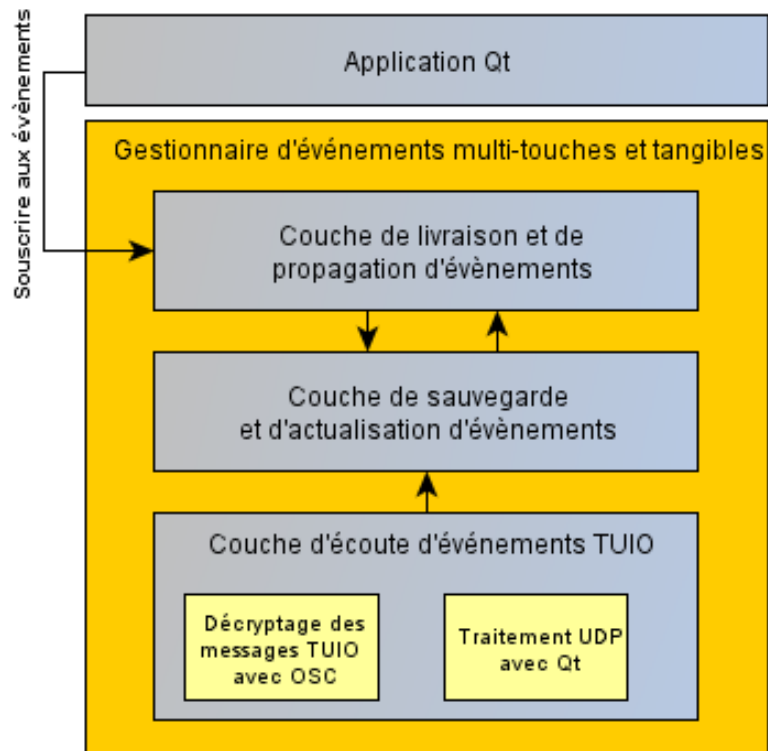 Application Qt
Souscrire aux évènements
Gestionnaire d'événements multi-touches et tangibles
Couche de livraison et de
propagation d'évènements
Couche de sauvegarde
et d'actualisation d'évènements
Couche d'écoute d'événements TUIO
Décryptage des
messages TUIO
avec OSC
Traitement UDP
avec Qt